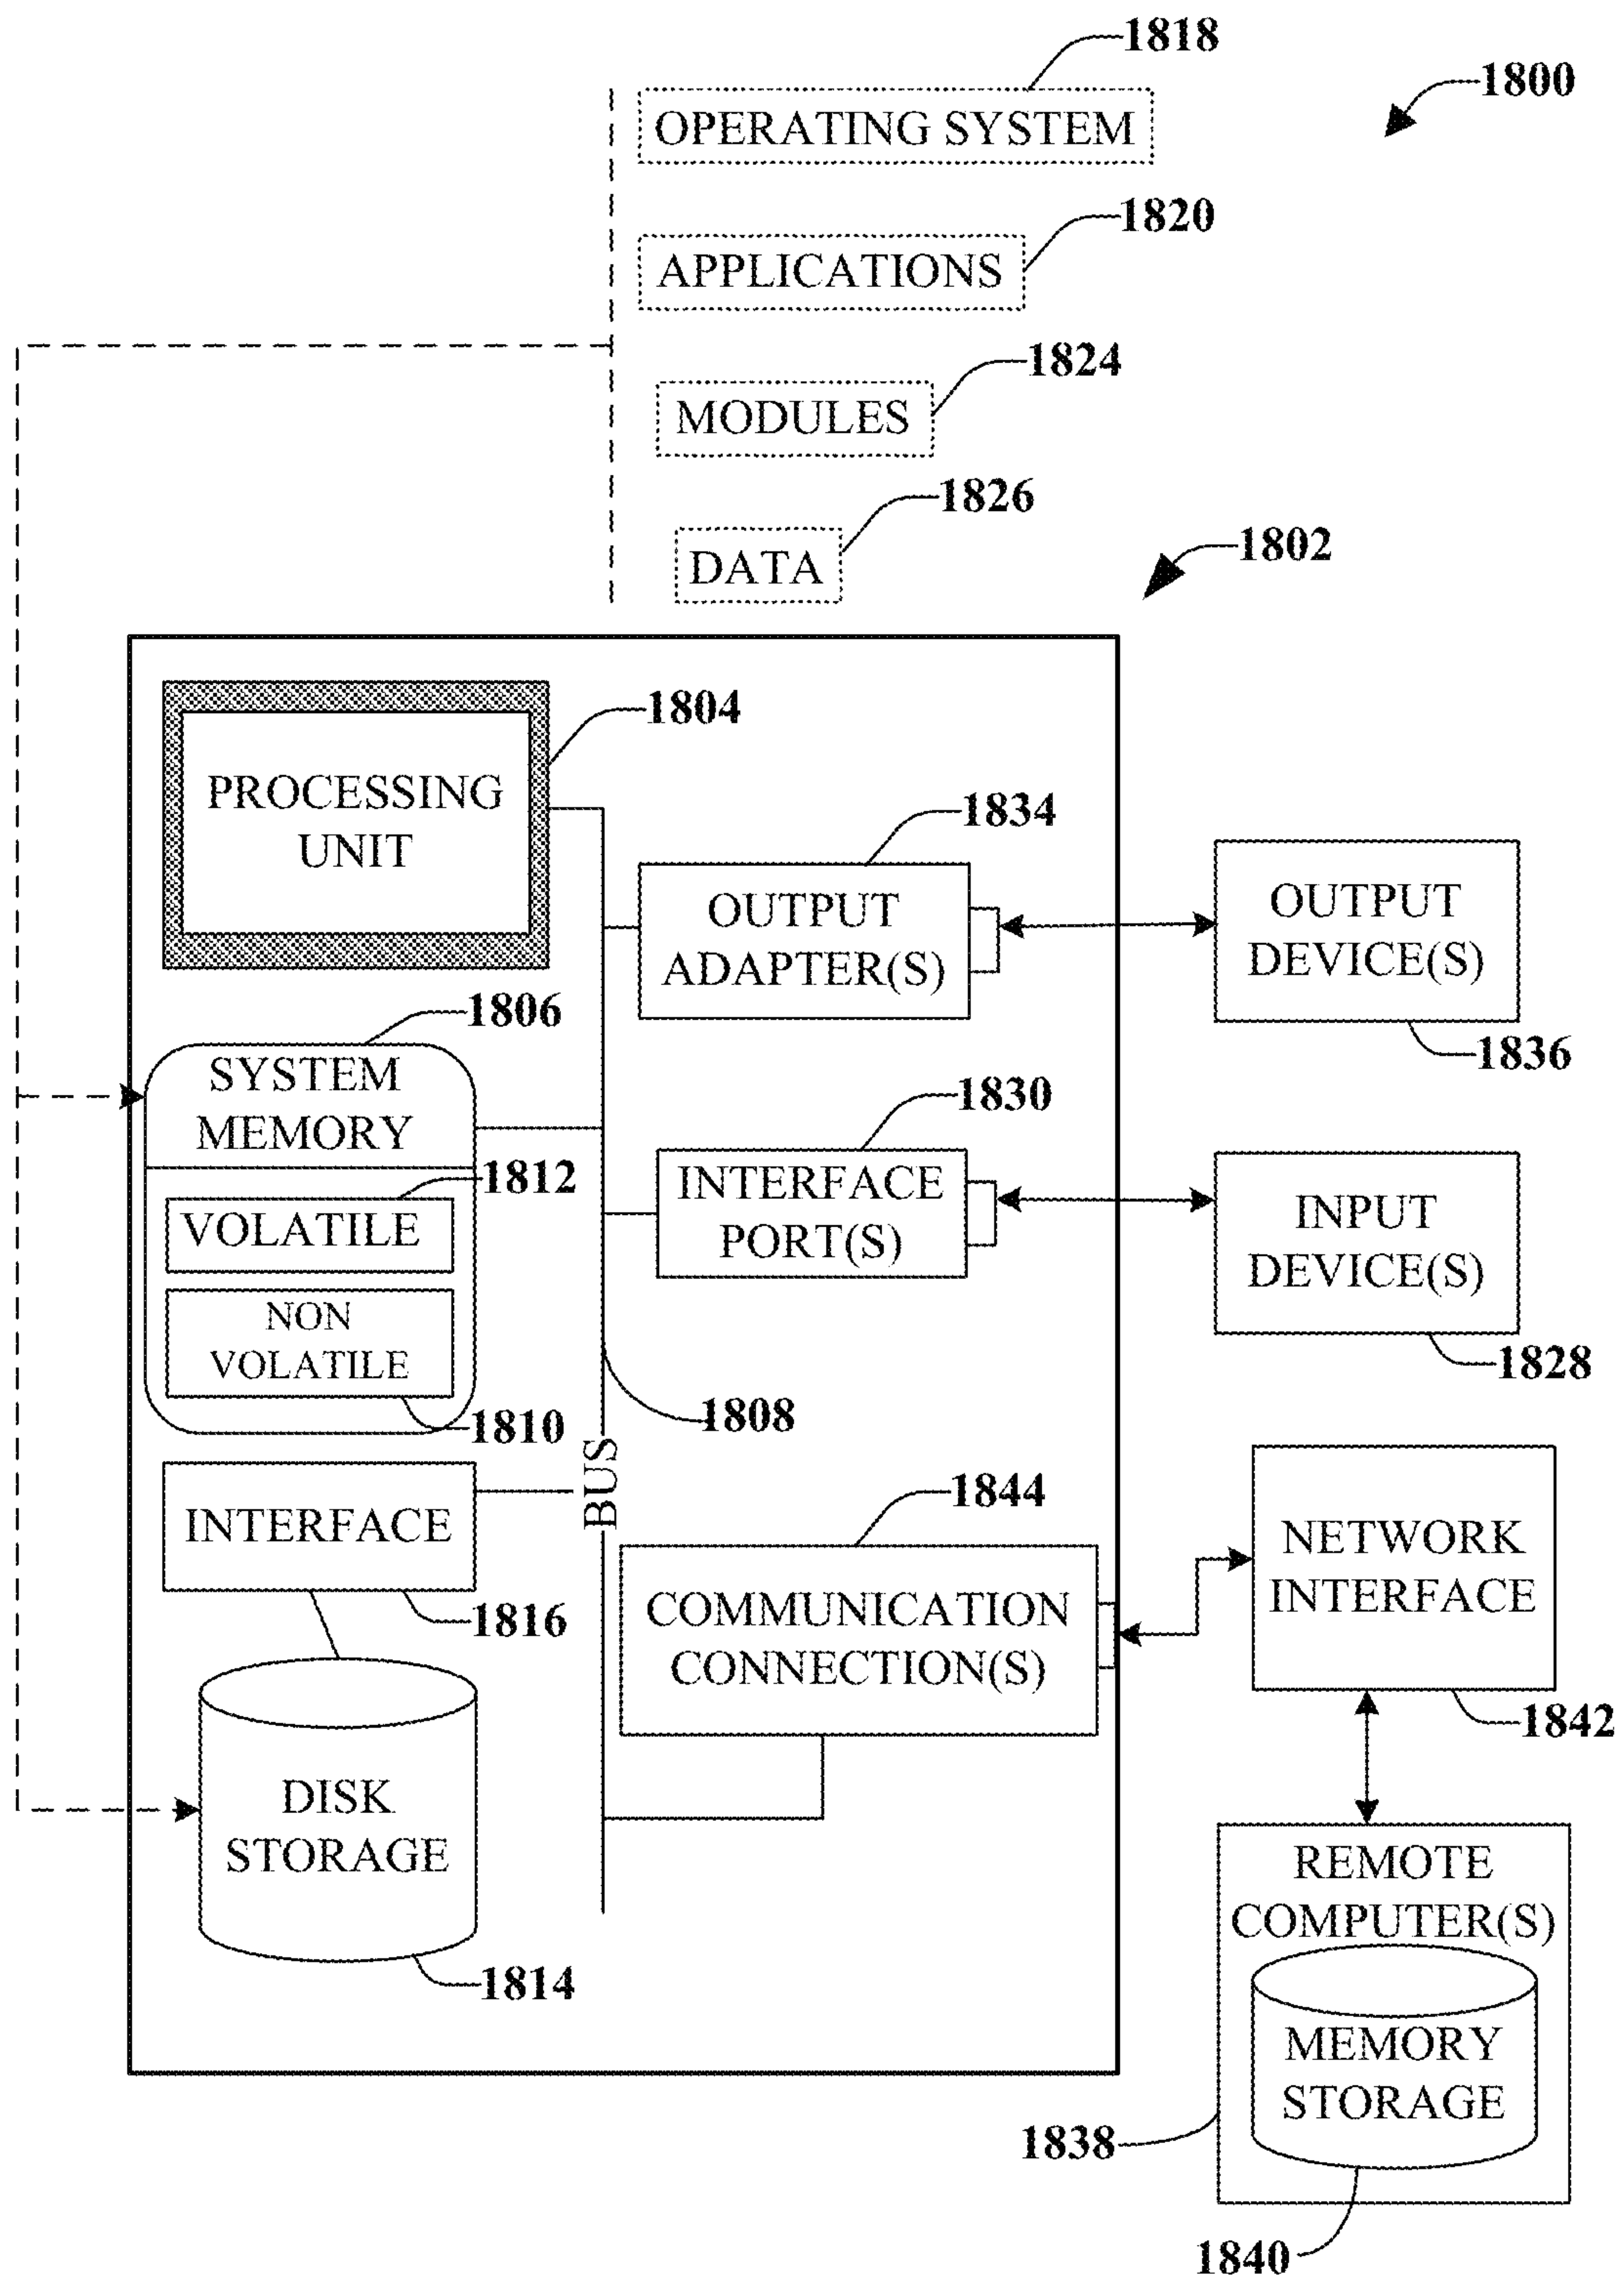 1818
1800
OPERATING SYSTEM
1820
APPLICATIONS
1824
MODULES
1826
DATA
1802
1804
PROCESSING
UNIT
1834
OUTPUT
ADAPTER(S)
OUTPUT
DEVICE(S)
1836
1806
SYSTEM
MEMORY
1812
VOLATILE
NON
VOLATILE
1810
1830
INTERFACE
PORT(S)
INPUT
DEVICE(S)
1828
1808
BUS
INTERFACE
1816
1844
COMMUNICATION
CONNECTION(S)
NETWORK
INTERFACE
1842
DISK
STORAGE
1814
REMOTE
COMPUTER(S)
MEMORY
STORAGE
1838
1840